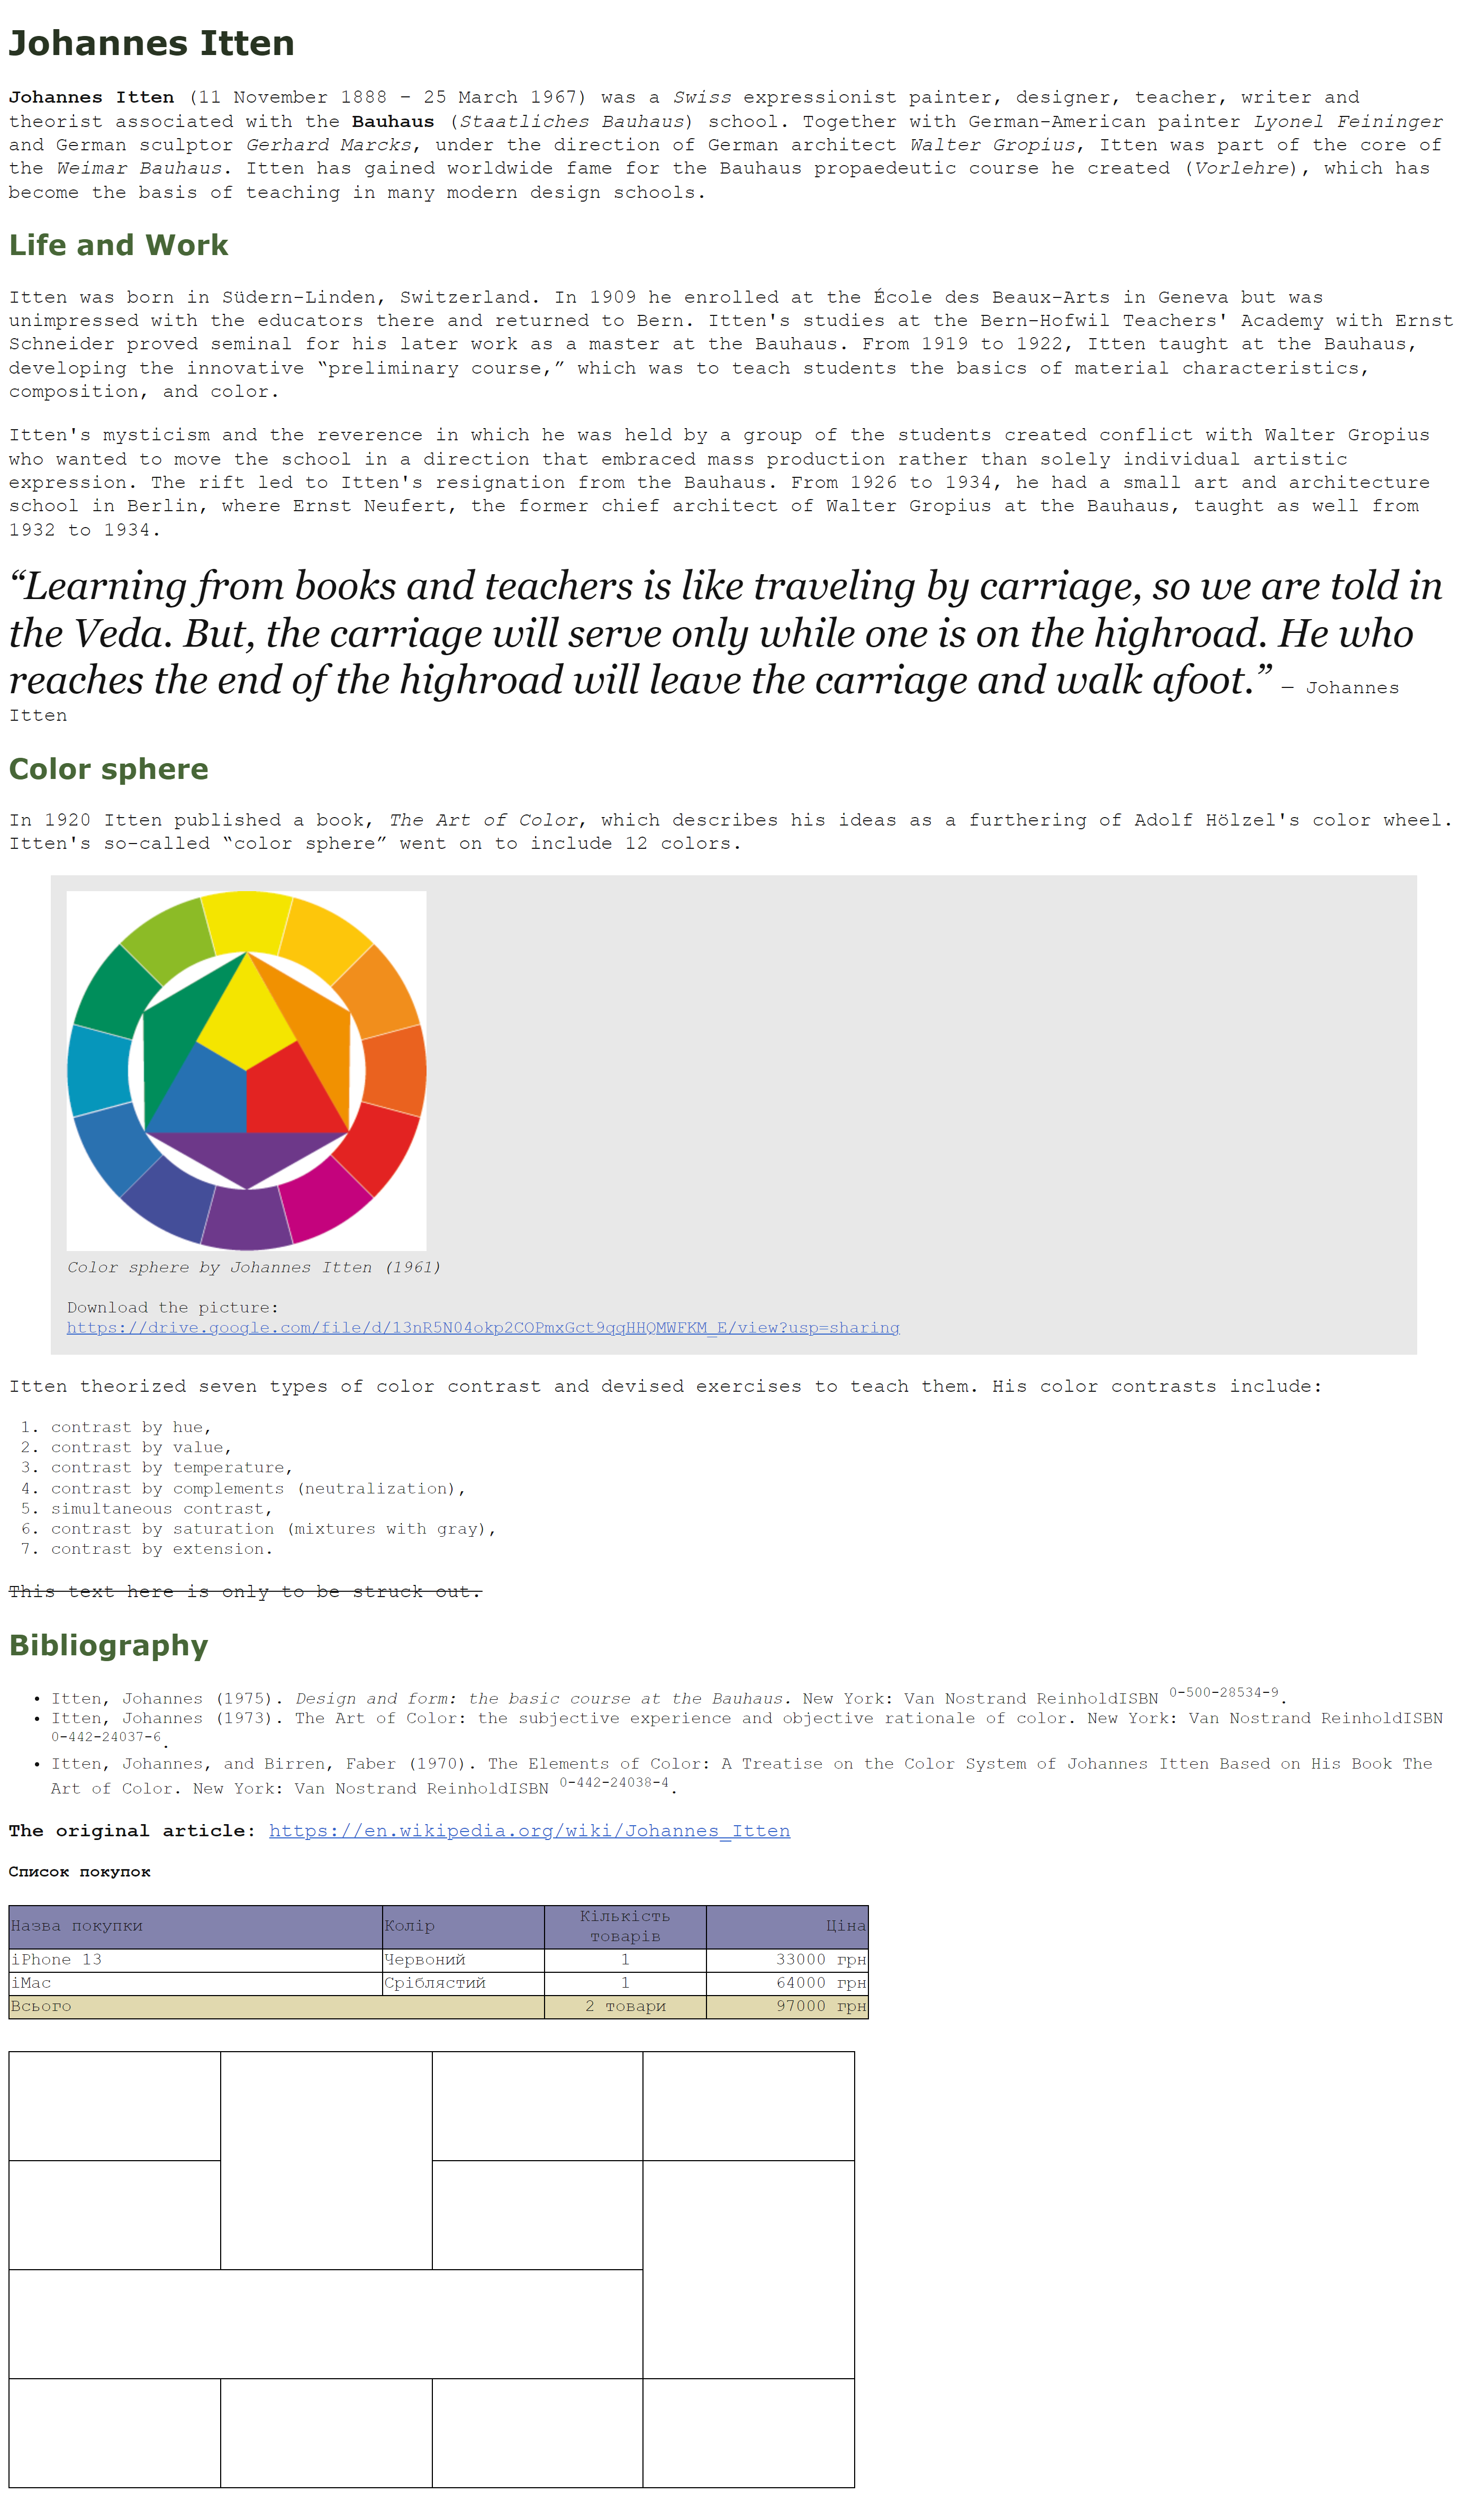 Johannes Itten
Johannes Itten (11 November 1888 – 25 March 1967) was a Swiss expressionist painter, designer, teacher, writer and
theorist associated with the Bauhaus (Staatliches Bauhaus) school. Together with German-American painter Lyonel Feininger
and German sculptor Gerhard Marcks, under the direction of German architect Walter Gropius, Itten was part of the core of
the Weimar Bauhaus. Itten has gained worldwide fame for the Bauhaus propaedeutic course he created (Vorlehre), which has
become the basis of teaching in many modern design schools.
Life and Work
Itten was born in Südern-Linden, Switzerland. In 1909 he enrolled at the École des Beaux-Arts in Geneva but was
unimpressed with the educators there and returned to Bern. Itten's studies at the Bern-Hofwil Teachers' Academy with Ernst
Schneider proved seminal for his later work as a master at the Bauhaus. From 1919 to 1922, Itten taught at the Bauhaus,
developing the innovative “preliminary course,” which was to teach students the basics of material characteristics,
composition, and color.
Itten's mysticism and the reverence in which he was held by a group of the students created conflict with Walter Gropius
who wanted to move the school in a direction that embraced mass production rather than solely individual artistic
expression. The rift led to Itten's resignation from the Bauhaus. From 1926 to 1934, he had a small art and architecture
school in Berlin, where Ernst Neufert, the former chief architect of Walter Gropius at the Bauhaus, taught as well from
1932 to 1934.
“Learning from books and teachers is like traveling by carriage, so we are told in
the Veda. But, the carriage will serve only while one is on the highroad. He who
reaches the end of the highroad will leave the carriage and walk afoot.” — Johannes
Itten
Color sphere
In 1920 Itten published a book, The Art of Color, which describes his ideas as a furthering of Adolf Hölzel's color wheel.
Itten's so-called “color sphere” went on to include 12 colors.
Color sphere by Johannes Itten (1961)
Download the picture:
https://drive.google.com/file/d/13nR5N04okp2COPmxGct9qqHHQMWFKM_E/view?usp=sharing
Itten theorized seven types of color contrast and devised exercises to teach them. His color contrasts include:
1. contrast by hue,
2. contrast by value,
3. contrast by temperature,
4. contrast by complements (neutralization),
5. simultaneous contrast,
6. contrast by saturation (mixtures with gray),
7. contrast by extension.
This text here is only to be struck out.
Bibliography
• Itten, Johannes (1975). Design and form: the basic course at the Bauhaus. New York: Van Nostrand ReinholdISBN 0-500-28534-9.
• Itten, Johannes (1973). The Art of Color: the subjective experience and objective rationale of color. New York: Van Nostrand ReinholdISBN
0-442-24037-6.
• Itten, Johannes, and Birren, Faber (1970). The Elements of Color: A Treatise on the Color System of Johannes Itten Based on His Book The
Art of Color. New York: Van Nostrand ReinholdISBN 0-442-24038-4.
The original article: https://en.wikipedia.org/wiki/Johannes_Itten
Список покупок
Назва покупки Колір Кількість товарів Ціна
iPhone 13 Червоний 1 33000 грн
iMac Сріблястий 1 64000 грн
Всього 2 товари 97000 грн